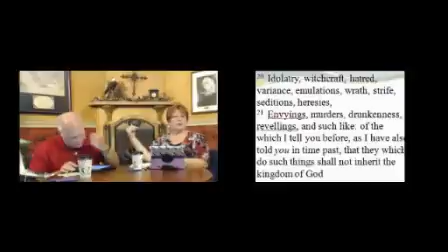 20 Idolatry, witchcraft, hatred,
variance, emulations, wrath, strife,
seditions, heresies,
21 Envyings, murders, drunkenness,
revellings, and such like: of the
which I tell you before, as I have also
told you in time past, that they which
do such things shall not inherit the
kingdom of God